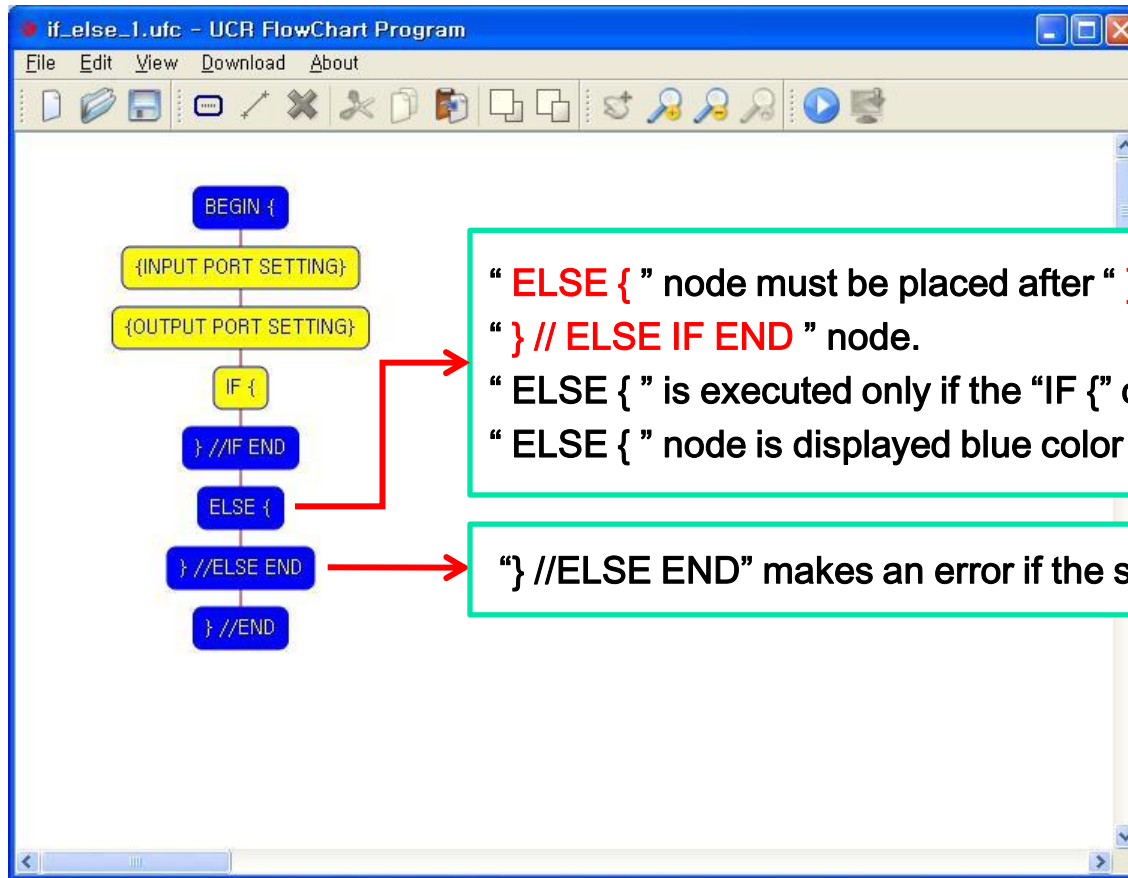 if_else_1.ufc - UCR FlowChart Program
File Edit View Download About
BEGIN {
{INPUT PORT SETTING}
{OUTPUT PORT SETTING}
IF {
} //IF END
ELSE {
} //ELSE END
} //END
“ ELSE { ” node must be placed after “ }
“ } // ELSE IF END ” node.
“ ELSE { ” is executed only if the “IF {”
“ ELSE { ” node is displayed blue color
“} //ELSE END” makes an error if the